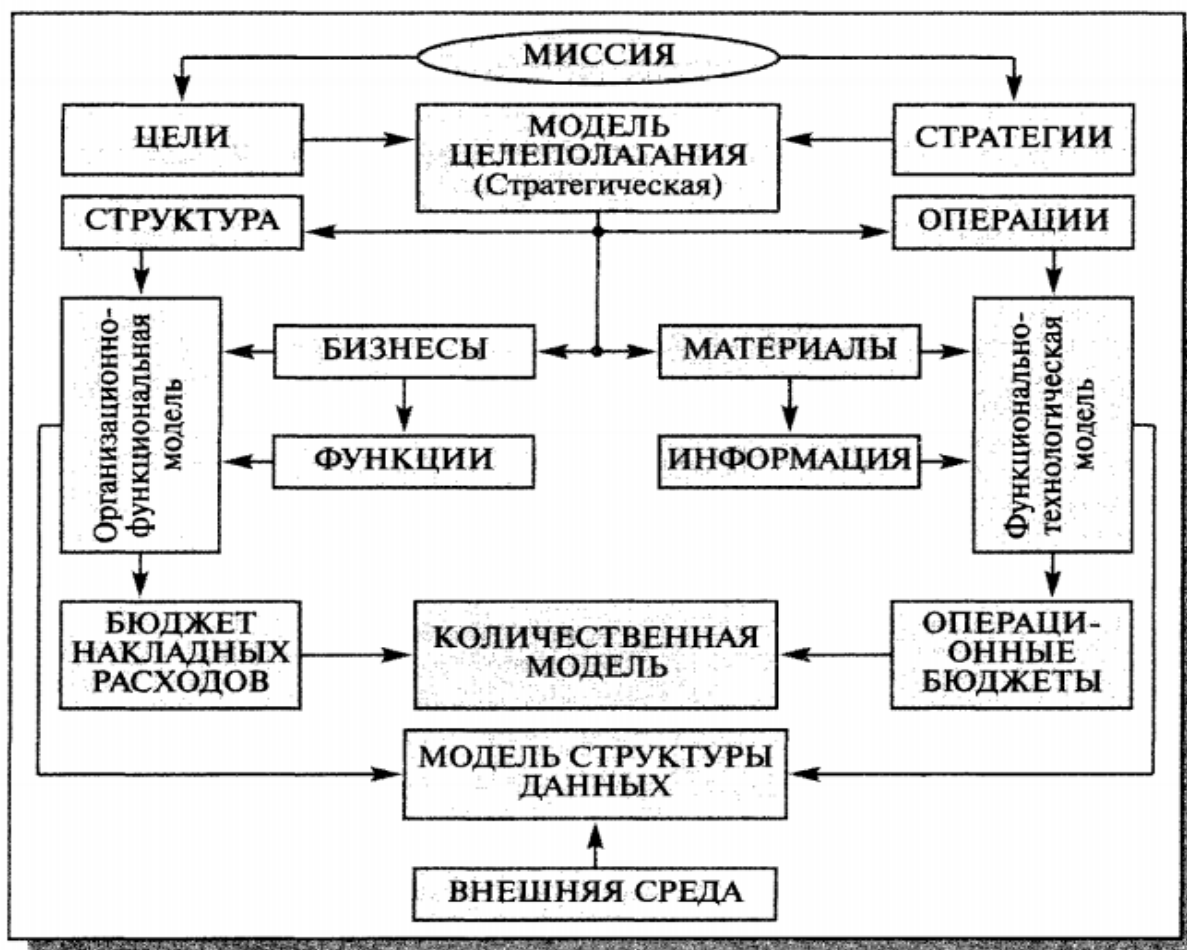 МИССИЯ
ЦЕЛИ
МОДЕЛЬ
ЦЕЛЕПОЛАГАНИЯ
(Стратегическая)
СТРАТЕГИИ
СТРУКТУРА
ОПЕРАЦИИ
Организационно-
функциональная
модель
БИЗНЕСЫ
МАТЕРИАЛЫ
ФУНКЦИИ
ИНФОРМАЦИЯ
Функционально-
технологическая
модель
БЮДЖЕТ
НАКЛАДНЫХ
РАСХОДОВ
КОЛИЧЕСТВЕННАЯ
МОДЕЛЬ
ОПЕРАЦИ-
ОННЫЕ
БЮДЖЕТЫ
МОДЕЛЬ СТРУКТУРЫ
ДАННЫХ
ВНЕШНЯЯ СРЕДА